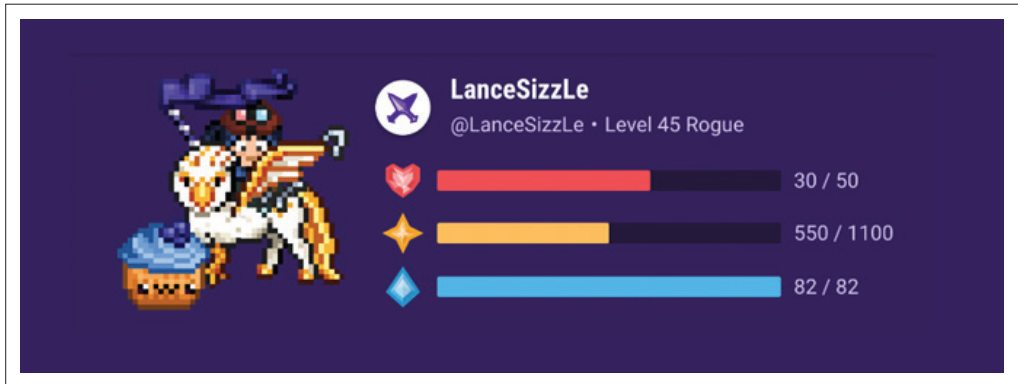 LanceSizzLe
@LanceSizzLe • Level 45 Rogue
30 / 50
550 / 1100
82 / 82